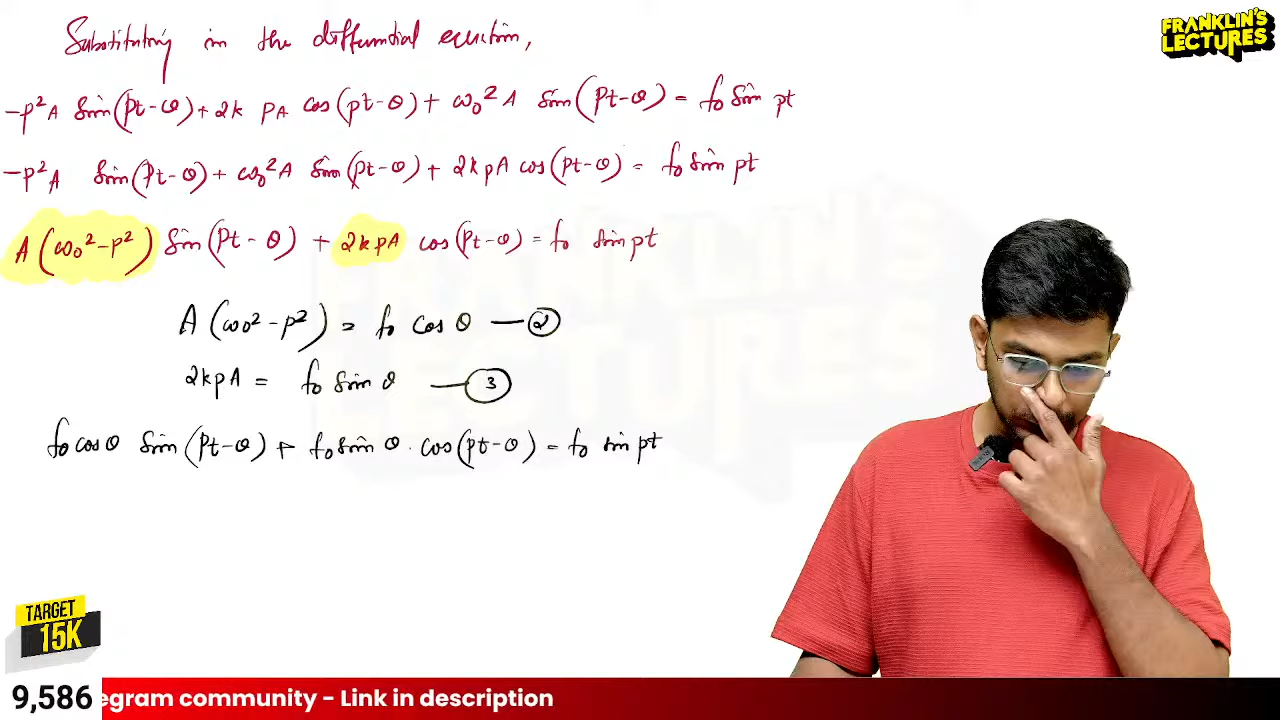 Substituting in the differential equation,
FRANKLIN'S
LECTURES
-p²A Sin(Pt-θ)+2k PA cos(pt-θ)+ω₀²A sin(Pt-θ)=f₀ Sin pt
-p²A Sin(Pt-θ)+ω₀²A Sin(Pt-θ)+2kpA cos(Pt-θ)=f₀ Sin pt
A(ω₀²-p²) Sin(Pt-θ)+2kpA cos(Pt-θ)=f₀ sin pt
A(ω₀²-p²)=f₀ cos θ —②
2kpA = f₀ Sin θ —③
f₀ cos θ Sin(Pt-θ)+f₀ Sin θ.cos(pt-θ)=f₀ sin pt
FRANKLIN'S
LECTURES
TARGET
15K
9,586 egram community - Link in description